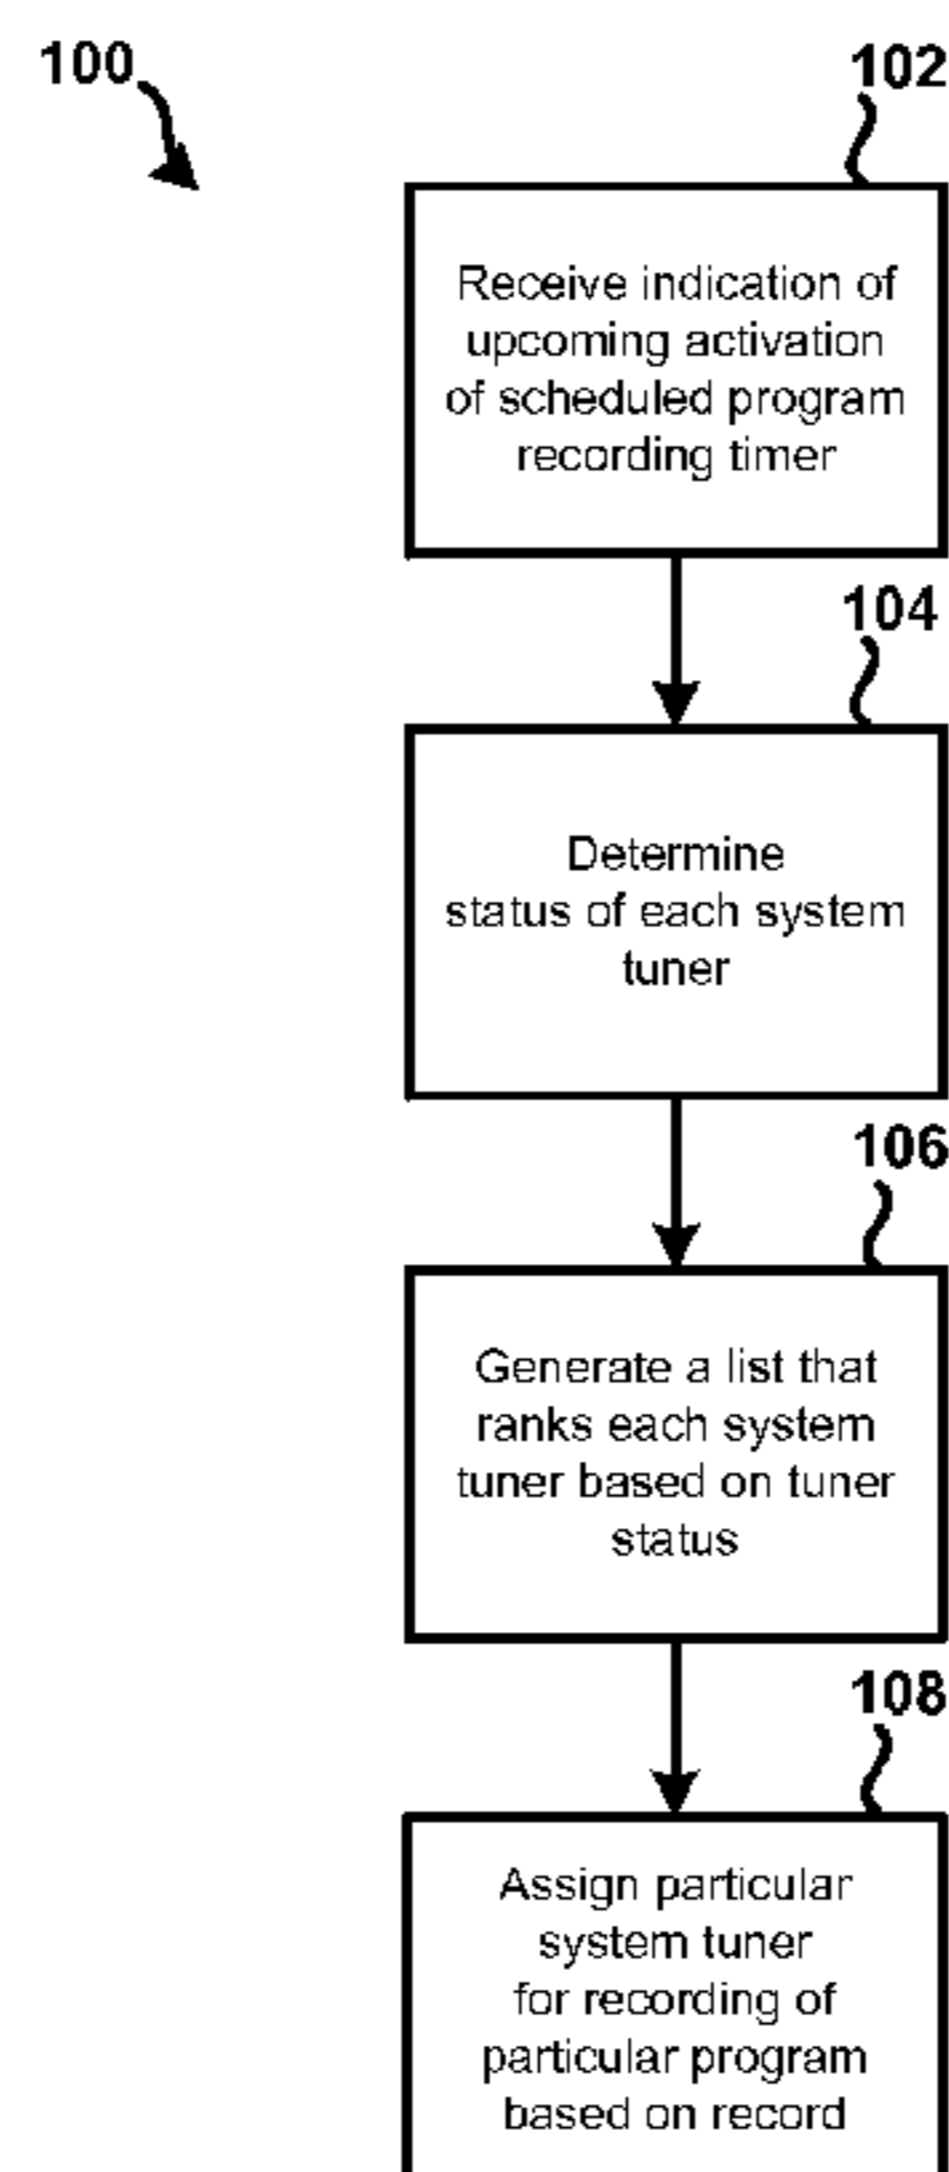 100
102
Receive indication of
upcoming activation
of scheduled program
recording timer
104
Determine
status of each system
tuner
106
Generate a list that
ranks each system
tuner based on tuner
status
108
Assign particular
system tuner
for recording of
particular program
based on record